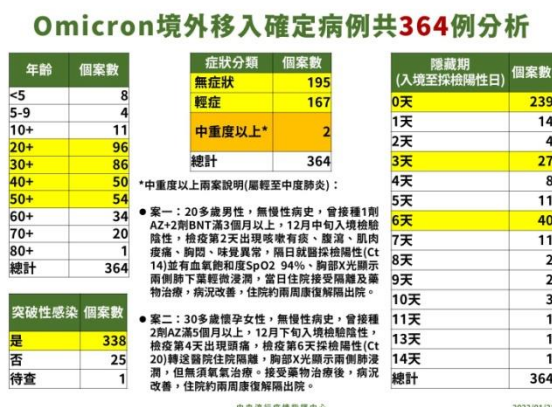 Omicron境外移入確定病例共364例分析
年齡 個案數
<5 8
5-9 4
10+ 11
20+ 96
30+ 86
40+ 50
50+ 54
60+ 34
70+ 20
80+ 1
總計 364
突破性感染 個案數
是 338
否 25
待查 1
症狀分類 個案數
無症狀 195
輕症 167
中重度以上* 2
總計 364
*中重度以上兩案說明(屬輕至中度肺炎)：
● 案一：20多歲男性，無慢性病史，曾接種1劑
AZ+2劑BNT滿3個月以上，12月中旬入境檢驗
陰性，檢疫第2天出現咳嗽有痰、腹瀉、肌肉
痠痛、胸悶、味覺異常，隔日就醫採檢陽性(Ct
14)並有血氧飽和度SpO2 94%、胸部X光顯示
兩側肺下葉輕微浸潤，當日住院接受隔離及藥
物治療，病況改善，住院約兩周康復解隔出院。
● 案二：30多歲懷孕女性，無慢性病史，曾接種
2劑AZ滿5個月以上，12月下旬入境檢驗陰性，
檢疫第4天出現頭痛，檢疫第6天採檢陽性(Ct
20)轉送醫院住院隔離，胸部X光顯示兩側肺浸
潤，但無須氧氣治療。接受藥物治療後，病況
改善，住院約兩周康復解隔出院。
隱藏期
(入境至採檢陽性日) 個案數
0天 239
1天 14
2天 4
3天 27
4天 8
5天 11
6天 40
7天 11
8天 2
9天 2
10天 3
11天 1
13天 1
14天 1
總計 364